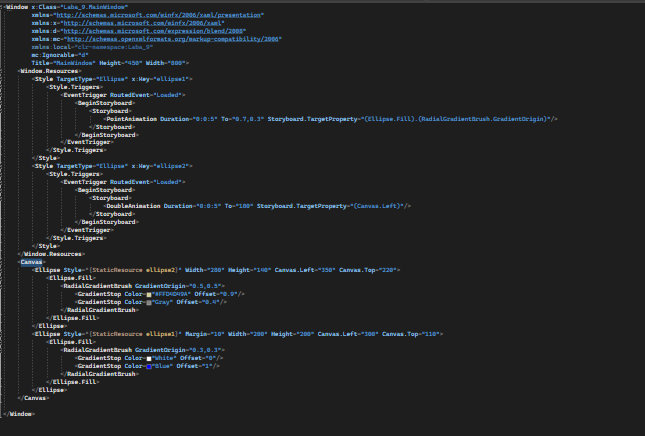 <Window x:Class="Laba_9.MainWindow"
xmlns="http://schemas.microsoft.com/winfx/2006/xaml/presentation"
xmlns:x="http://schemas.microsoft.com/winfx/2006/xaml"
xmlns:d="http://schemas.microsoft.com/expression/blend/2008"
xmlns:mc="http://schemas.openxmlformats.org/markup-compatibility/2006"
xmlns:local="clr-namespace:Laba_9"
mc:Ignorable="d"
Title="MainWindow" Height="450" Width="800">
<Window.Resources>
<Style TargetType="Ellipse" x:Key="ellipse1">
<Style.Triggers>
<EventTrigger RoutedEvent="Loaded">
<BeginStoryboard>
<Storyboard>
<PointAnimation Duration="0:0:5" To="0.7,0.3" Storyboard.TargetProperty="(Ellipse.Fill).(RadialGradientBrush.GradientOrigin)"/>
</Storyboard>
</BeginStoryboard>
</EventTrigger>
</Style.Triggers>
</Style>
<Style TargetType="Ellipse" x:Key="ellipse2">
<Style.Triggers>
<EventTrigger RoutedEvent="Loaded">
<BeginStoryboard>
<Storyboard>
<DoubleAnimation Duration="0:0:5" To="180" Storyboard.TargetProperty="(Canvas.Left)"/>
</Storyboard>
</BeginStoryboard>
</EventTrigger>
</Style.Triggers>
</Style>
</Window.Resources>
<Canvas>
<Ellipse Style="{StaticResource ellipse2}" Width="280" Height="140" Canvas.Left="350" Canvas.Top="220">
<Ellipse.Fill>
<RadialGradientBrush GradientOrigin="0.5,0.5">
<GradientStop Color="#FFD4D49A" Offset="0.9"/>
<GradientStop Color="Gray" Offset="0.4"/>
</RadialGradientBrush>
</Ellipse.Fill>
</Ellipse>
<Ellipse Style="{StaticResource ellipse1}" Margin="10" Width="200" Height="200" Canvas.Left="300" Canvas.Top="110">
<Ellipse.Fill>
<RadialGradientBrush GradientOrigin="0.3,0.3">
<GradientStop Color="White" Offset="0"/>
<GradientStop Color="Blue" Offset="1"/>
</RadialGradientBrush>
</Ellipse.Fill>
</Ellipse>
</Canvas>
</Window>